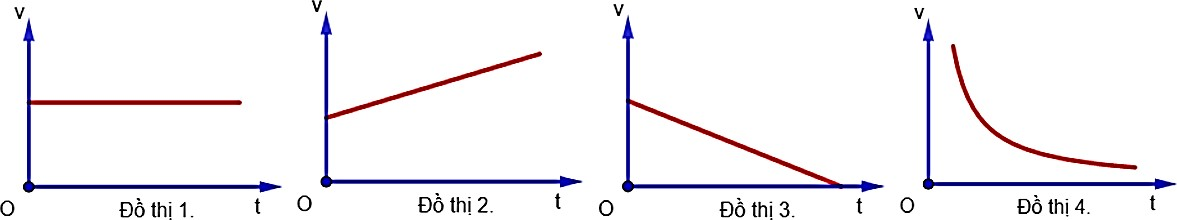 v
O
Đồ thị 1.
t
v
O
Đồ thị 2.
t
v
O
Đồ thị 3.
t
v
O
Đồ thị 4.
t